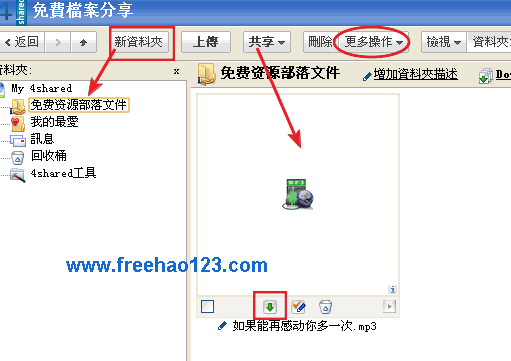 4 shared 免費檔案分享
返回 新資料夾 上傳 共享 刪除 更多操作 檢視 資料夾
資料夾: x
My 4shared
免费资源部落文件
我的最愛
訊息
回收桶
4shared工具
免费资源部落文件 增加資料夾描述 Do
MP3
www.freehao123.com
如果能再感动你多一次.mp3